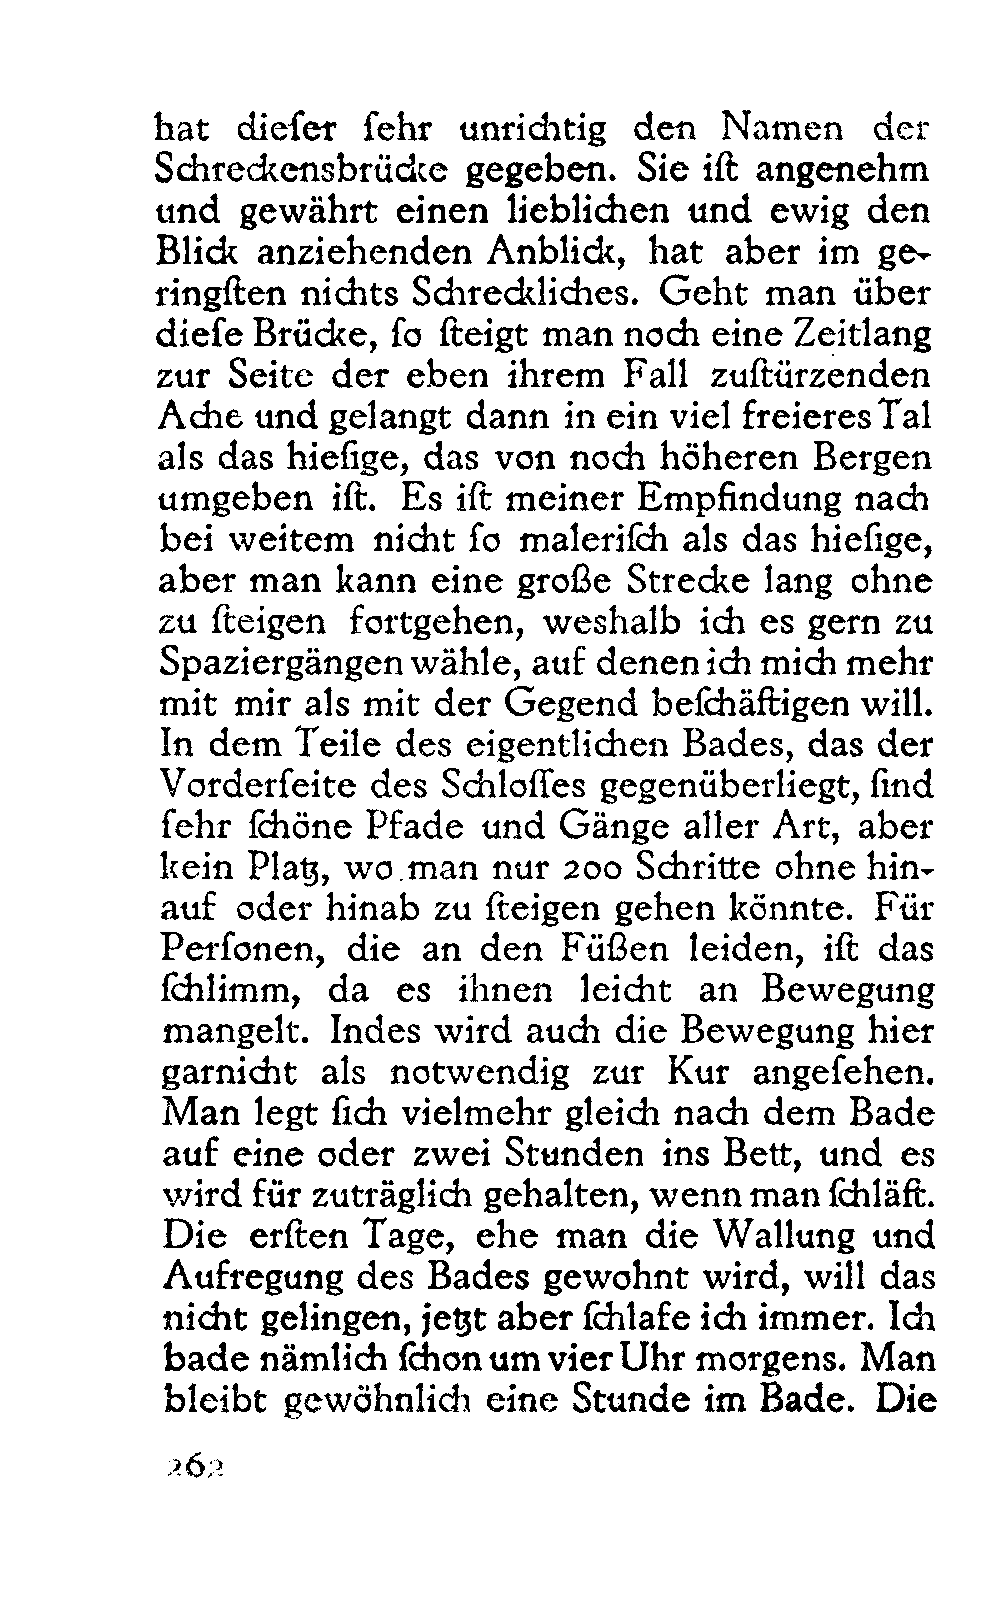 hat dieſer ſehr unrichtig den Namen der
Schreckensbrücke gegeben. Sie iſt angenehm
und gewährt einen lieblichen und ewig den
Blick anziehenden Anblick, hat aber im ge-
ringſten nichts Schreckliches. Geht man über
dieſe Brücke, ſo ſteigt man noch eine Zeitlang
zur Seite der eben ihrem Fall zuſtürzenden
Ache und gelangt dann in ein viel freieres Tal
als das hieſige, das von noch höheren Bergen
umgeben iſt. Es iſt meiner Empfindung nach
bei weitem nicht ſo maleriſch als das hieſige,
aber man kann eine große Strecke lang ohne
zu ſteigen fortgehen, weshalb ich es gern zu
Spaziergängen wähle, auf denen ich mich mehr
mit mir als mit der Gegend beſchäftigen will.
In dem Teile des eigentlichen Bades, das der
Vorderſeite des Schloſſes gegenüberliegt, ſind
ſehr ſchöne Pfade und Gänge aller Art, aber
kein Platz, wo man nur 200 Schritte ohne hin-
auf oder hinab zu ſteigen gehen könnte. Für
Perſonen, die an den Füßen leiden, iſt das
ſchlimm, da es ihnen leicht an Bewegung
mangelt. Indes wird auch die Bewegung hier
garnicht als notwendig zur Kur angeſehen.
Man legt ſich vielmehr gleich nach dem Bade
auf eine oder zwei Stunden ins Bett, und es
wird für zuträglich gehalten, wenn man ſchläft.
Die erſten Tage, ehe man die Wallung und
Aufregung des Bades gewohnt wird, will das
nicht gelingen, jetzt aber ſchlafe ich immer. Ich
bade nämlich ſchon um vier Uhr morgens. Man
bleibt gewöhnlich eine Stunde im Bade. Die
262